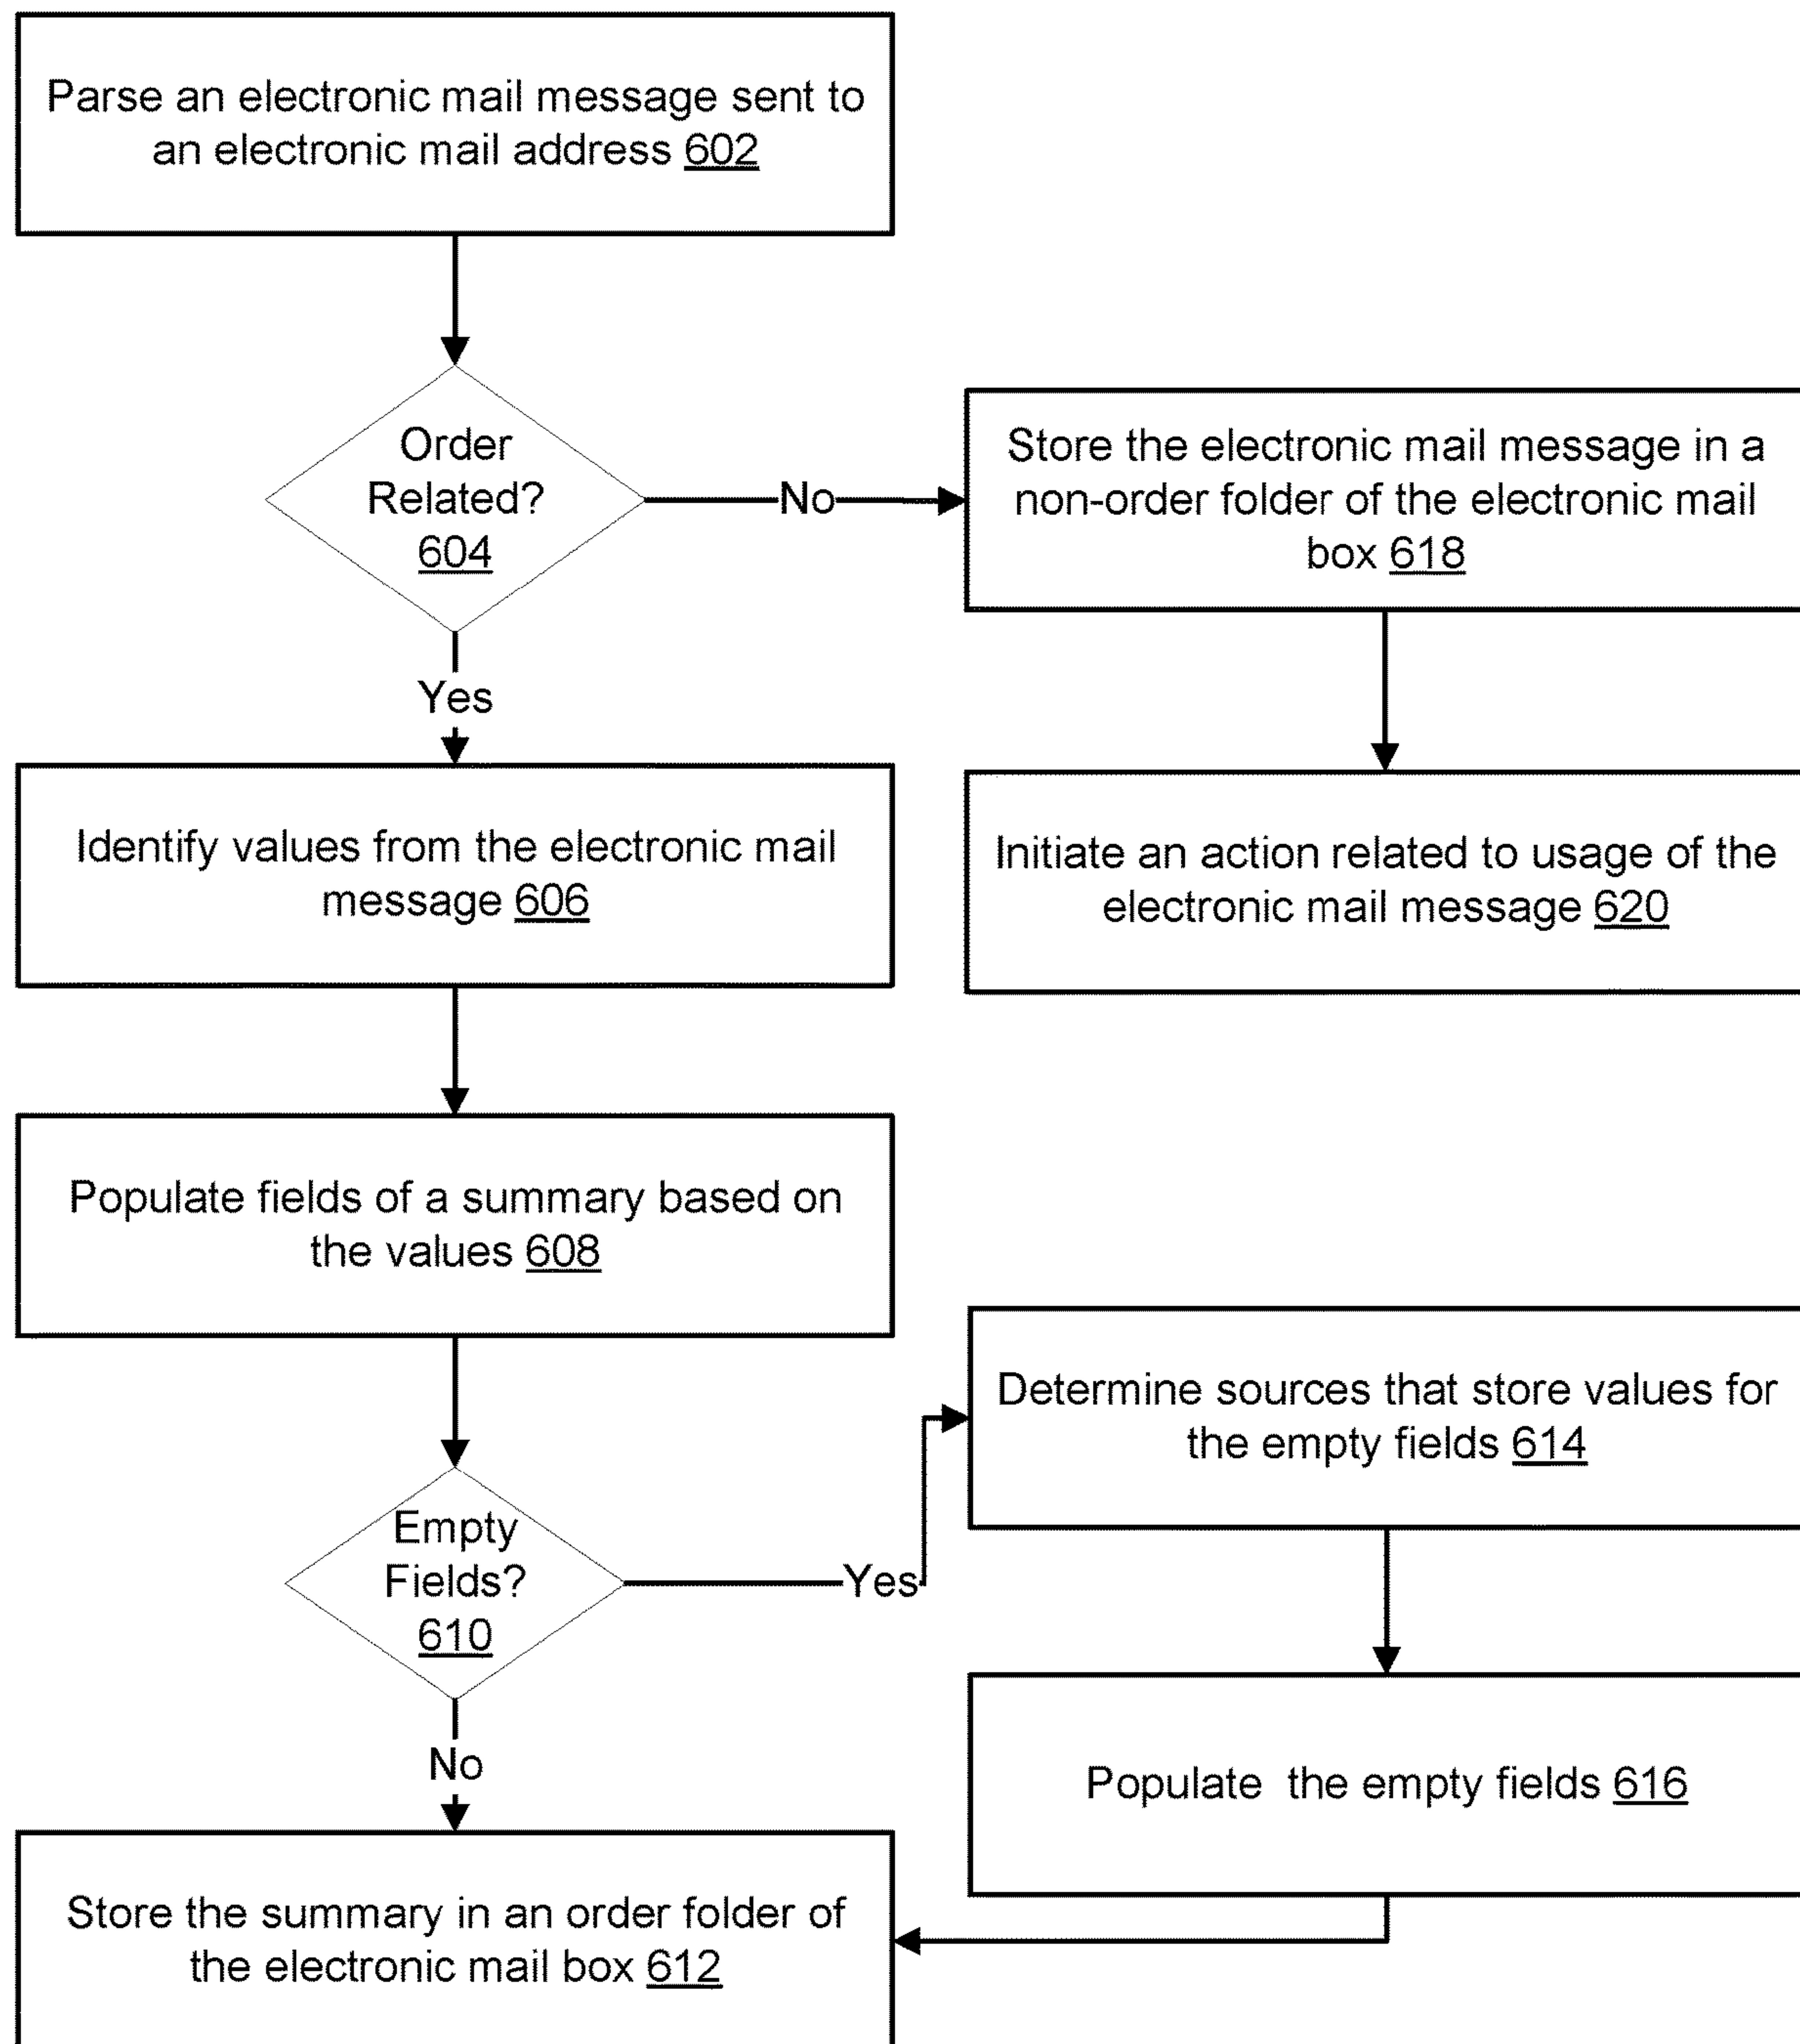 Parse an electronic mail message sent to
an electronic mail address 602
Order
Related?
604
No
Store the electronic mail message in a
non-order folder of the electronic mail
box 618
Yes
Identify values from the electronic mail
message 606
Initiate an action related to usage of the
electronic mail message 620
Populate fields of a summary based on
the values 608
Empty
Fields?
610
Yes
Determine sources that store values for
the empty fields 614
Populate the empty fields 616
No
Store the summary in an order folder of
the electronic mail box 612